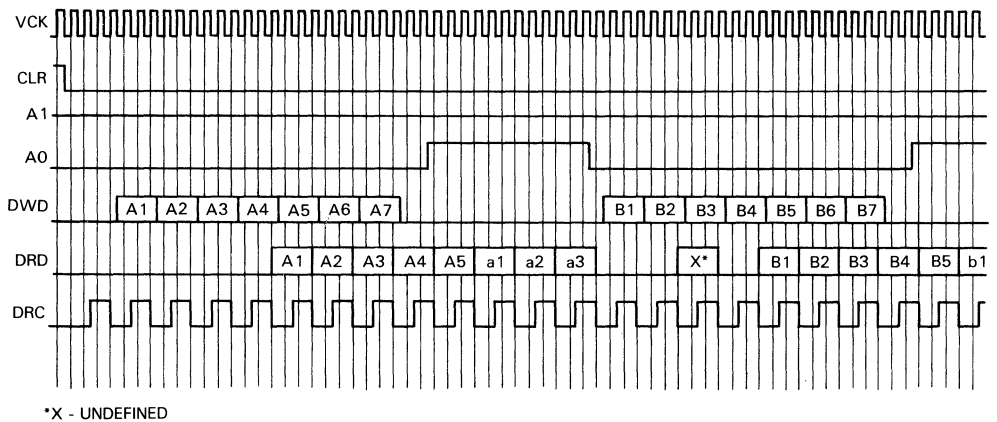 VCK
CLR
A1
A0
DWD A1 A2 A3 A4 A5 A6 A7 B1 B2 B3 B4 B5 B6 B7
DRD A1 A2 A3 A4 A5 a1 a2 a3 X* B1 B2 B3 B4 B5 b1
DRC
*X - UNDEFINED